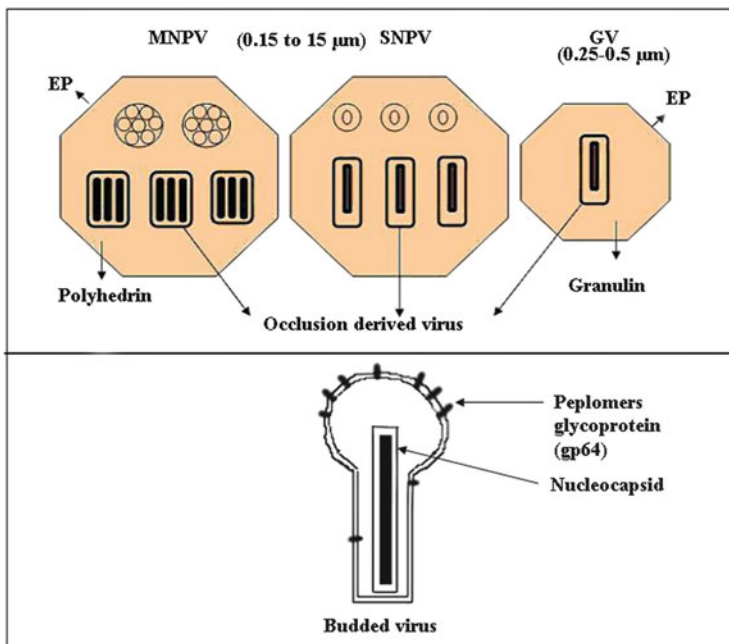 MNPV (0.15 to 15 µm) SNPV GV
(0.25-0.5 µm)
EP
EP
Polyhedrin
Granulin
Occlusion derived virus
Peplomers
glycoprotein
(gp64)
Nucleocapsid
Budded virus